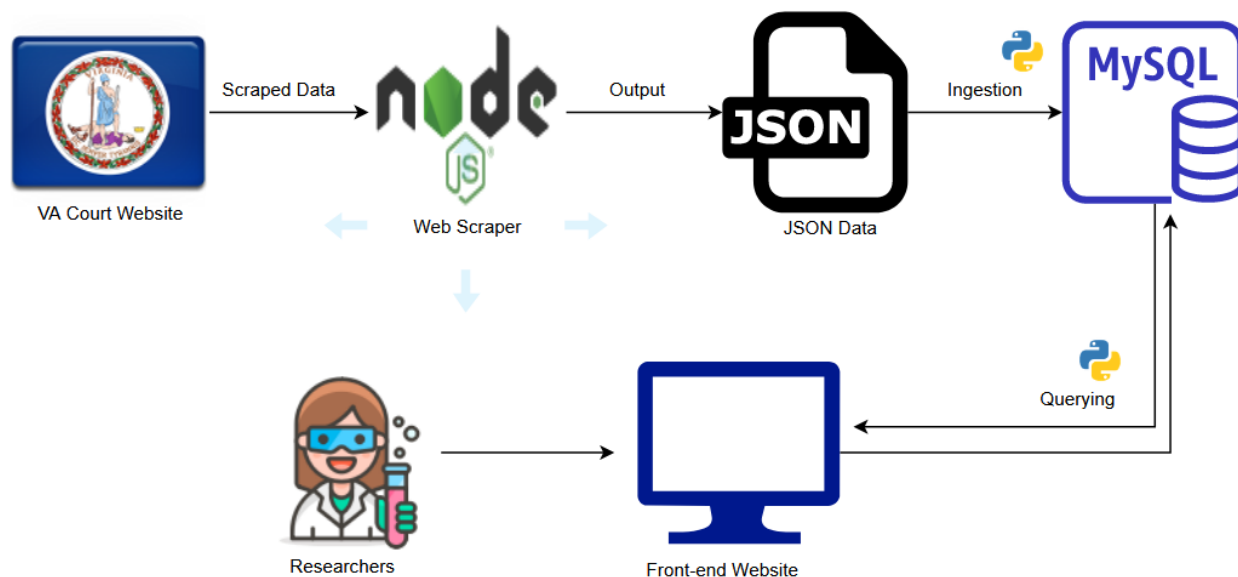 VIRGINIA
Scraped Data
node
JS
Output
JSON
Ingestion
MySQL
VA Court Website
Web Scraper
JSON Data
Querying
Researchers
Front-end Website